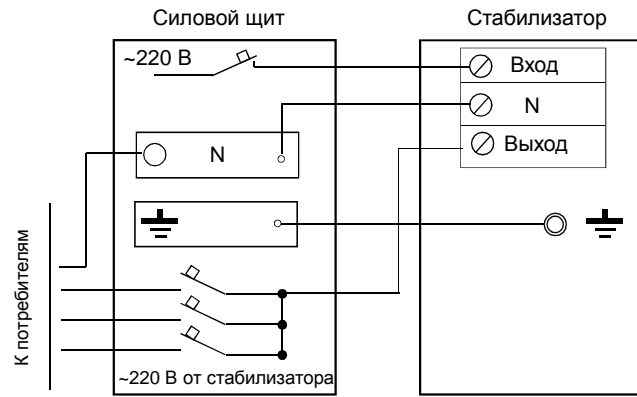 Силовой щит
Стабилизатор
~220 В
Вход
N
N
Выход
К потребителям
~220 В от стабилизатора